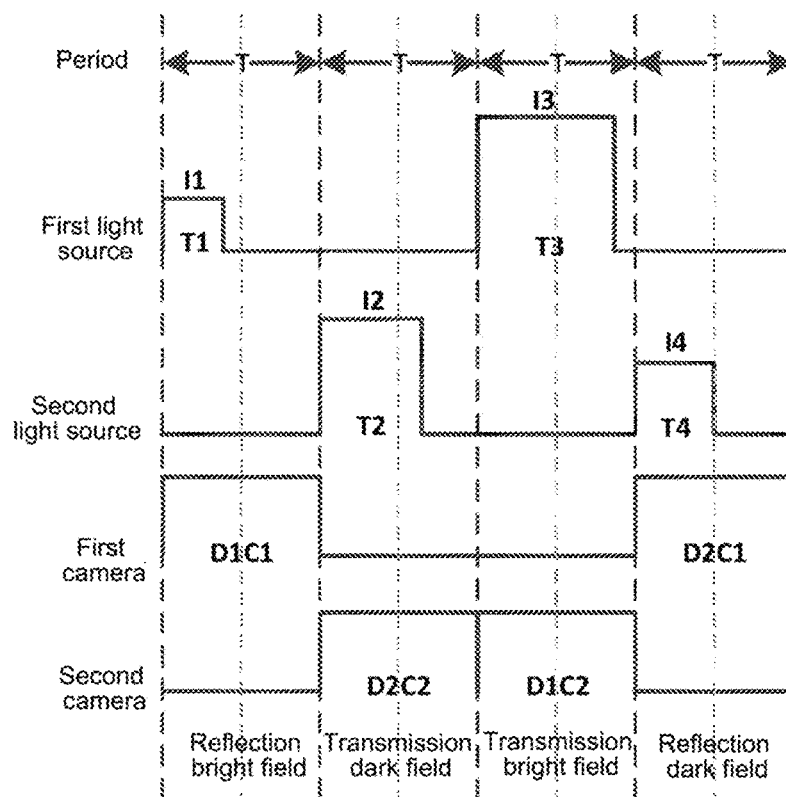 Period T T T T
I3
I1
First light
source
T1
T3
I2
I4
Second
light source
T2
T4
First
camera
D1C1
D2C1
Second
camera
D2C2
D1C2
Reflection
bright field
Transmission
dark field
Transmission
bright field
Reflection
dark field